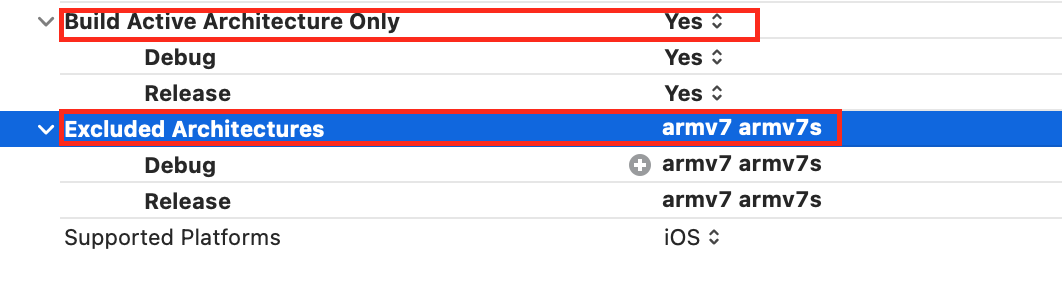 Build Active Architecture Only Yes
Debug Yes
Release Yes
Excluded Architectures armv7 armv7s
Debug armv7 armv7s
Release armv7 armv7s
Supported Platforms iOS